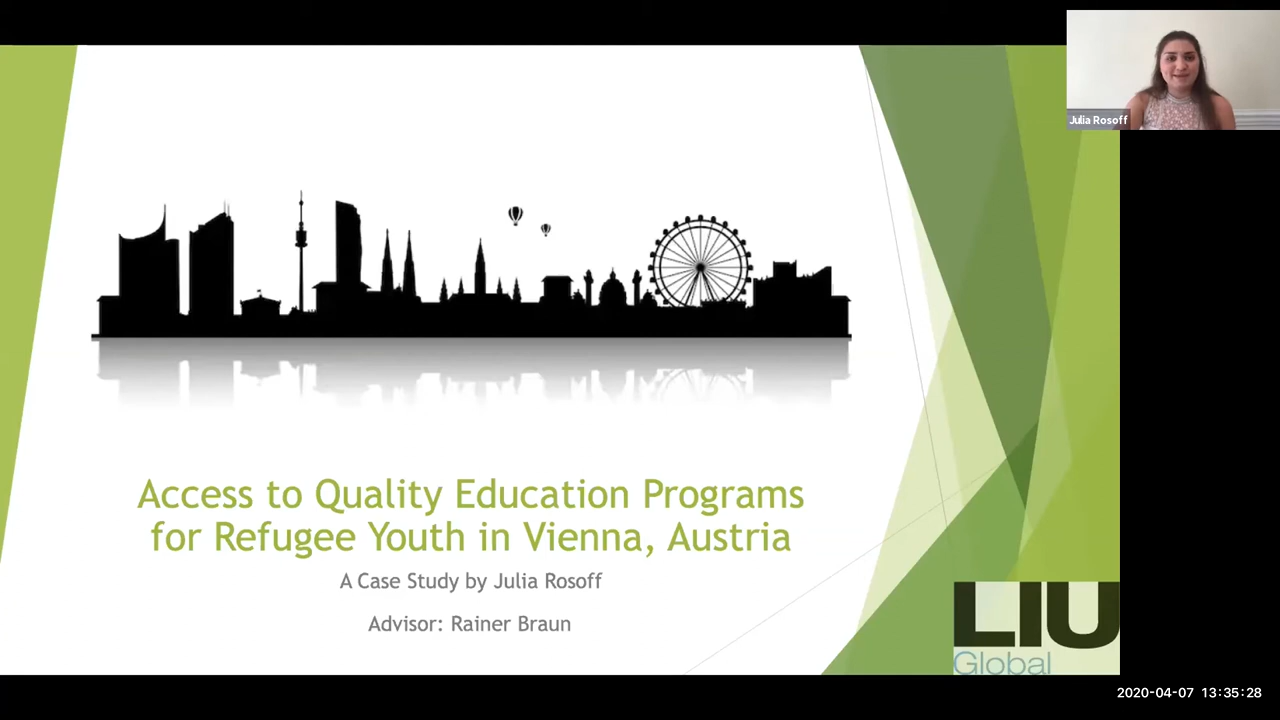 Julia Rosoff
Access to Quality Education Programs
for Refugee Youth in Vienna, Austria
A Case Study by Julia Rosoff
Advisor: Rainer Braun
LIU
Global
2020-04-07 13:35:28